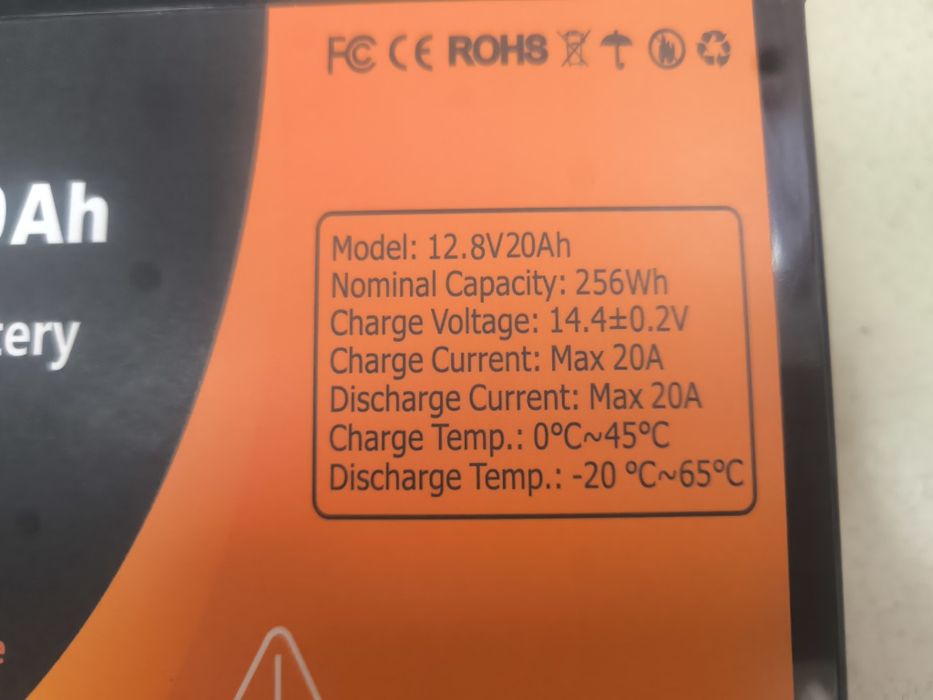 FC CE ROHS
Ah
Model: 12.8V20Ah
Nominal Capacity: 256Wh
Charge Voltage: 14.4±0.2V
Charge Current: Max 20A
Discharge Current: Max 20A
Charge Temp.: 0°C~45°C
Discharge Temp.: -20 °C~65°C